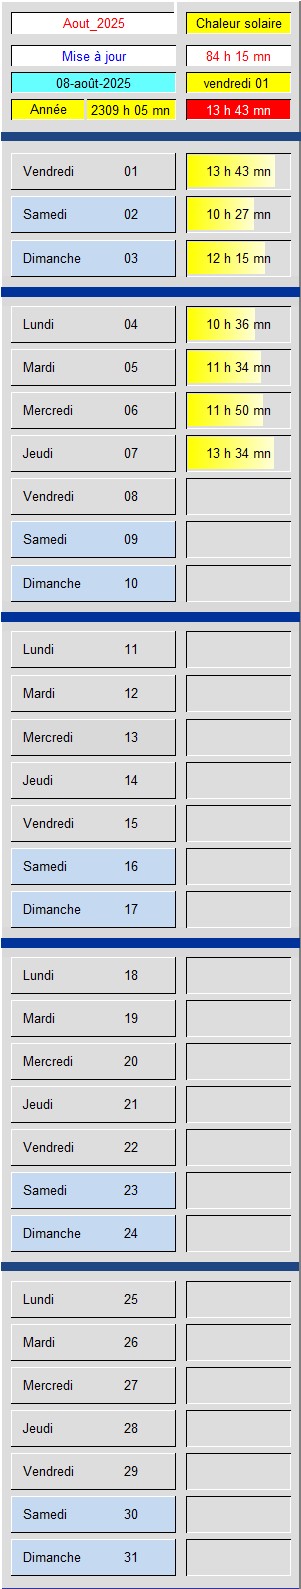 Aout_2025 Chaleur solaire
Mise à jour 84 h 15 mn
08-août-2025 vendredi 01
Année 2309 h 05 mn 13 h 43 mn
Vendredi 01 13 h 43 mn
Samedi 02 10 h 27 mn
Dimanche 03 12 h 15 mn
Lundi 04 10 h 36 mn
Mardi 05 11 h 34 mn
Mercredi 06 11 h 50 mn
Jeudi 07 13 h 34 mn
Vendredi 08
Samedi 09
Dimanche 10
Lundi 11
Mardi 12
Mercredi 13
Jeudi 14
Vendredi 15
Samedi 16
Dimanche 17
Lundi 18
Mardi 19
Mercredi 20
Jeudi 21
Vendredi 22
Samedi 23
Dimanche 24
Lundi 25
Mardi 26
Mercredi 27
Jeudi 28
Vendredi 29
Samedi 30
Dimanche 31